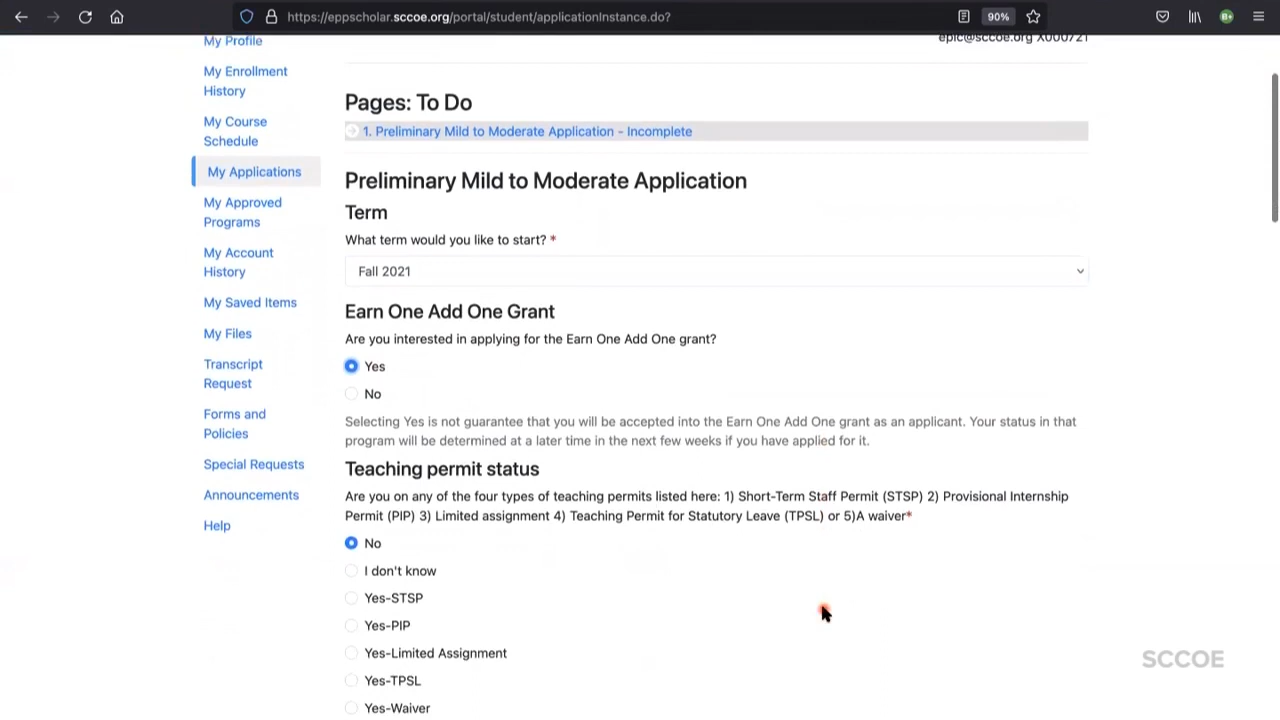 https://eppscholar.sccoe.org/portal/student/applicationInstance.do?
90%
My Profile
epic@sccoe.org X000721
My Enrollment
History
My Course
Schedule
My Applications
My Approved
Programs
My Account
History
My Saved Items
My Files
Transcript
Request
Forms and
Policies
Special Requests
Announcements
Help
Pages: To Do
1. Preliminary Mild to Moderate Application - Incomplete
Preliminary Mild to Moderate Application
Term
What term would you like to start? *
Fall 2021
Earn One Add One Grant
Are you interested in applying for the Earn One Add One grant?
Yes
No
Selecting Yes is not guarantee that you will be accepted into the Earn One Add One grant as an applicant. Your status in that
program will be determined at a later time in the next few weeks if you have applied for it.
Teaching permit status
Are you on any of the four types of teaching permits listed here: 1) Short-Term Staff Permit (STSP) 2) Provisional Internship
Permit (PIP) 3) Limited assignment 4) Teaching Permit for Statutory Leave (TPSL) or 5)A waiver*
No
I don't know
Yes-STSP
Yes-PIP
Yes-Limited Assignment
Yes-TPSL
Yes-Waiver
SCCOE